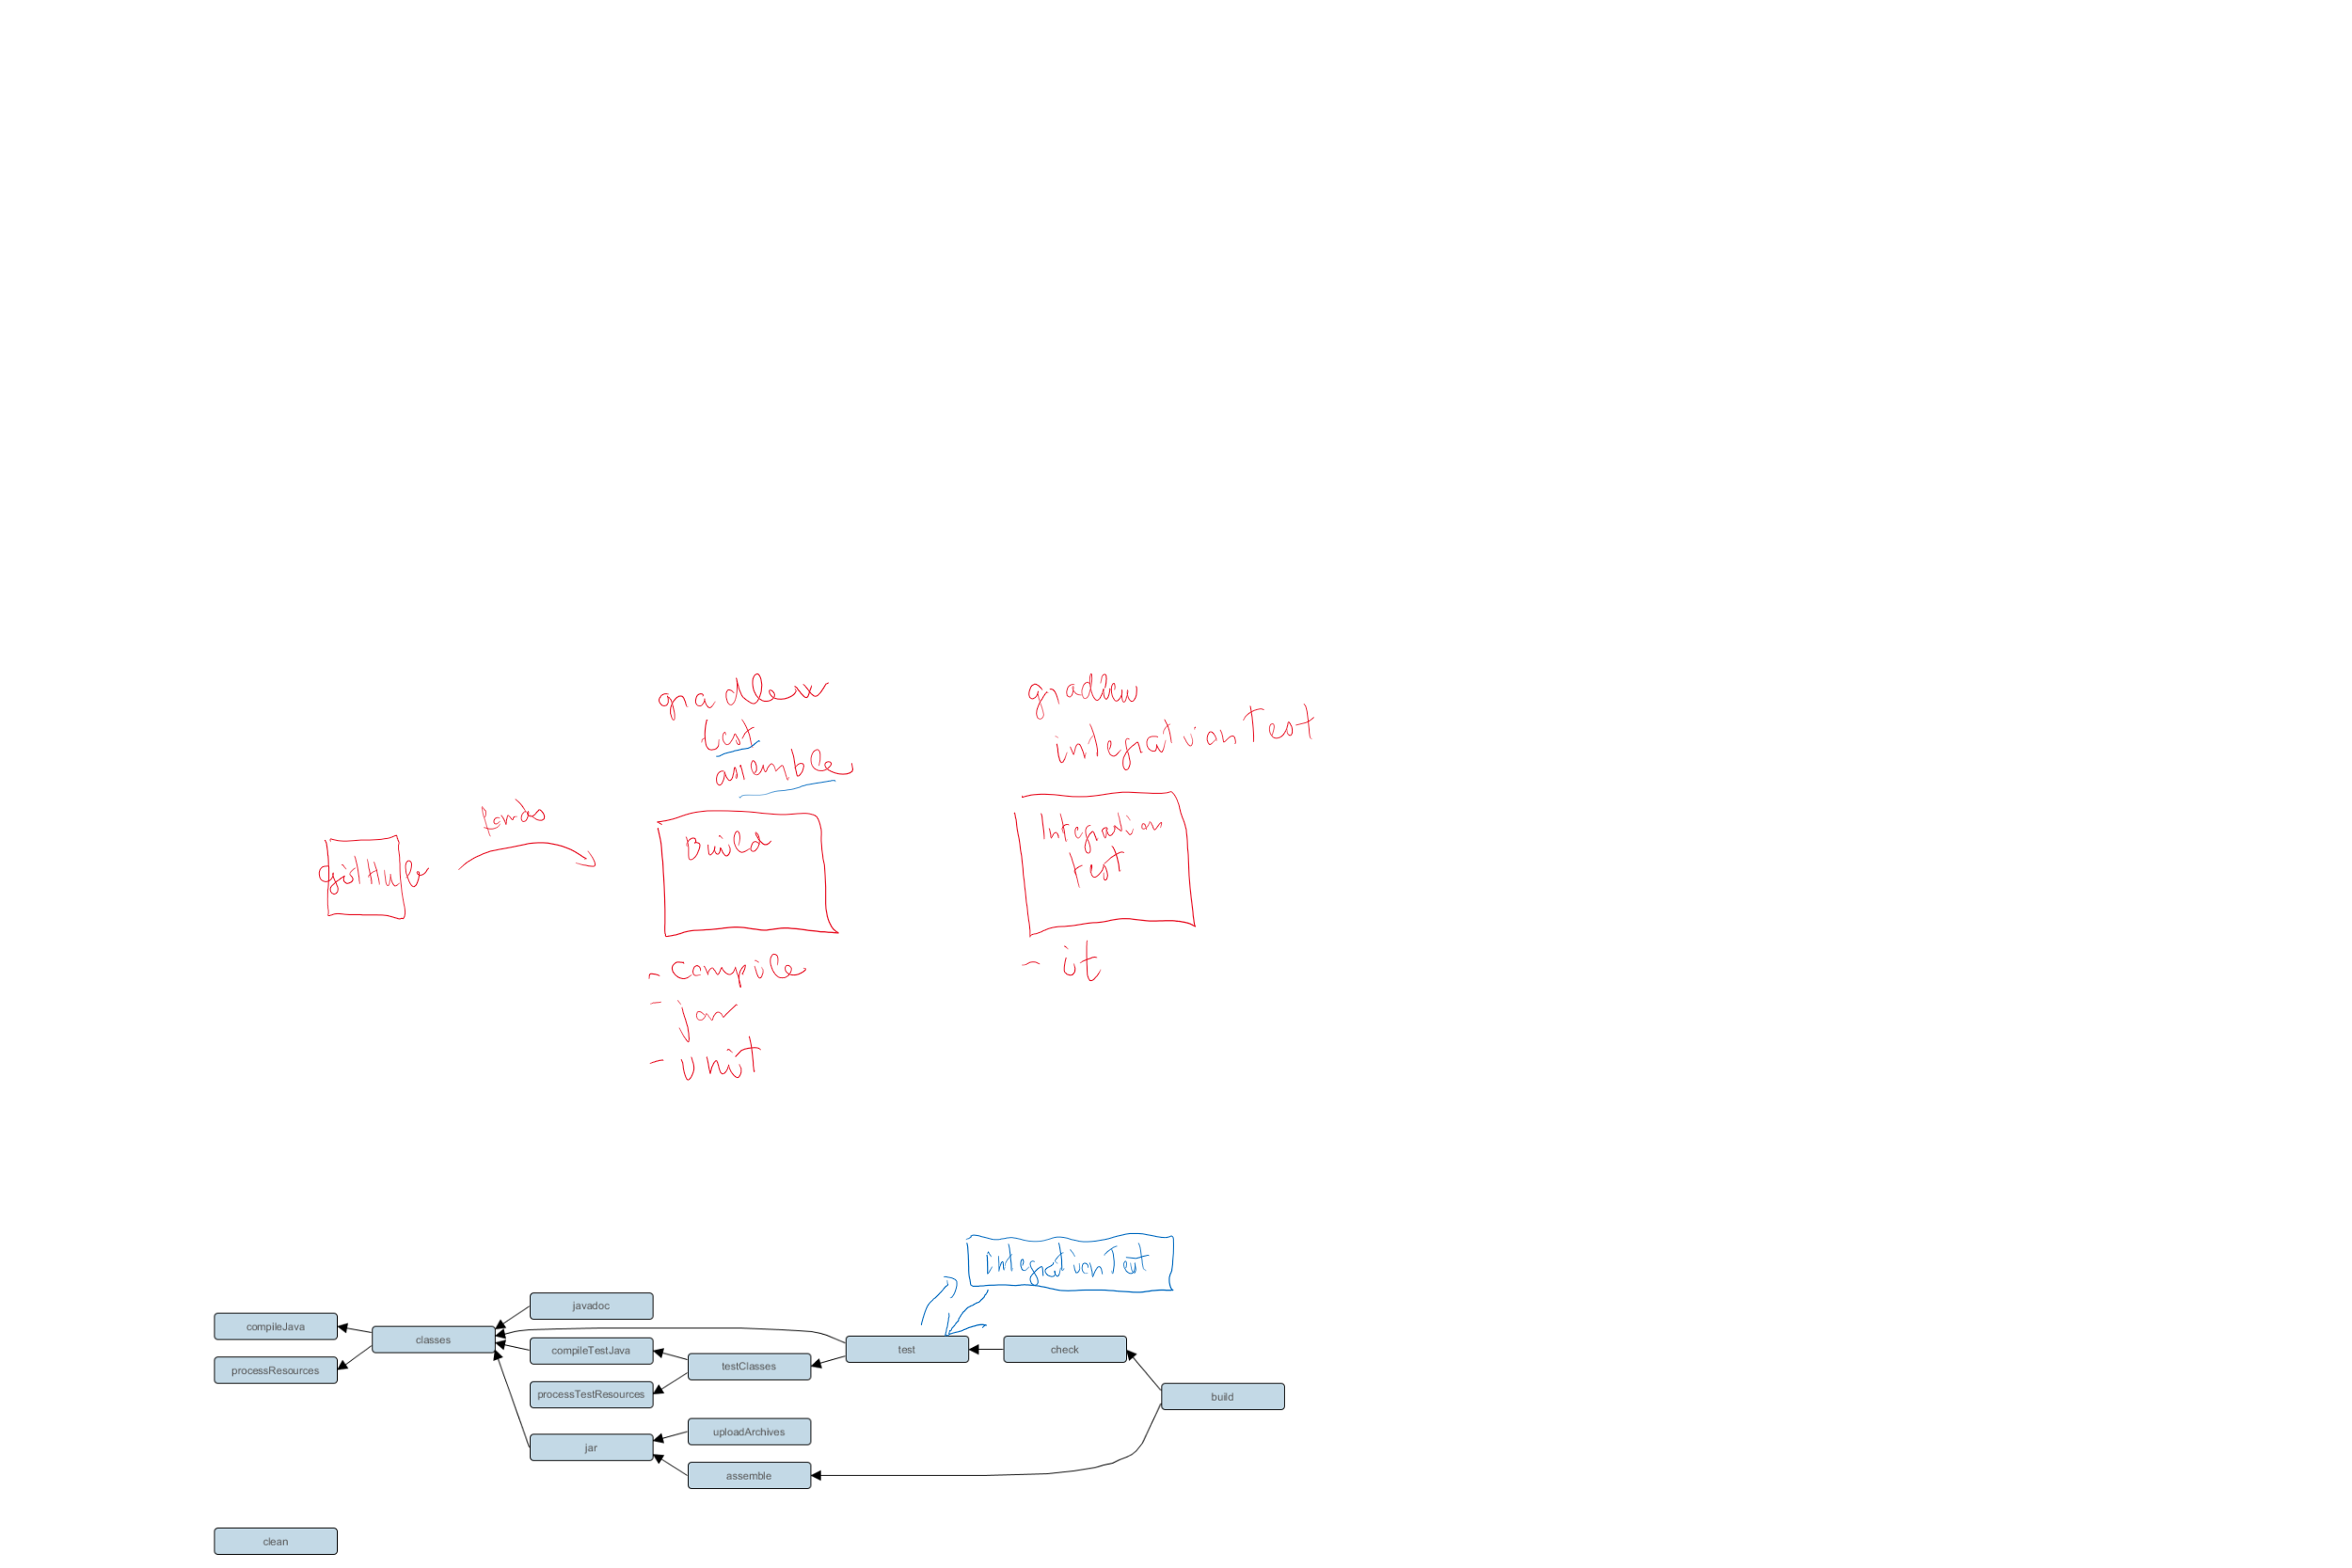 gradlew
test
assemble
gradlew
integrationTest
gitHub
Build
Integration
test
- compile
- jar
- unit
- it
integrationTest
javadoc
compileJava
classes
compileTestJava
test
check
processResources
testClasses
processTestResources
build
uploadArchives
jar
assemble
clean